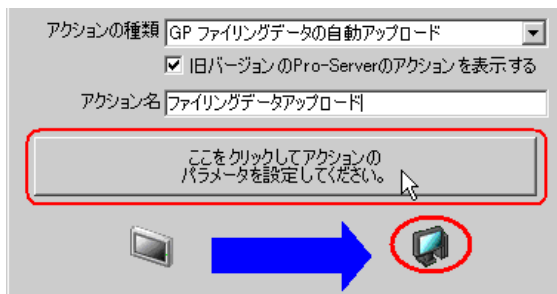 アクションの種類 GP ファイリングデータの自動アップロード
旧バージョンのPro-Serverのアクションを表示する
アクション名 ファイリングデータアップロード
ここをクリックしてアクションの
パラメータを設定してください。